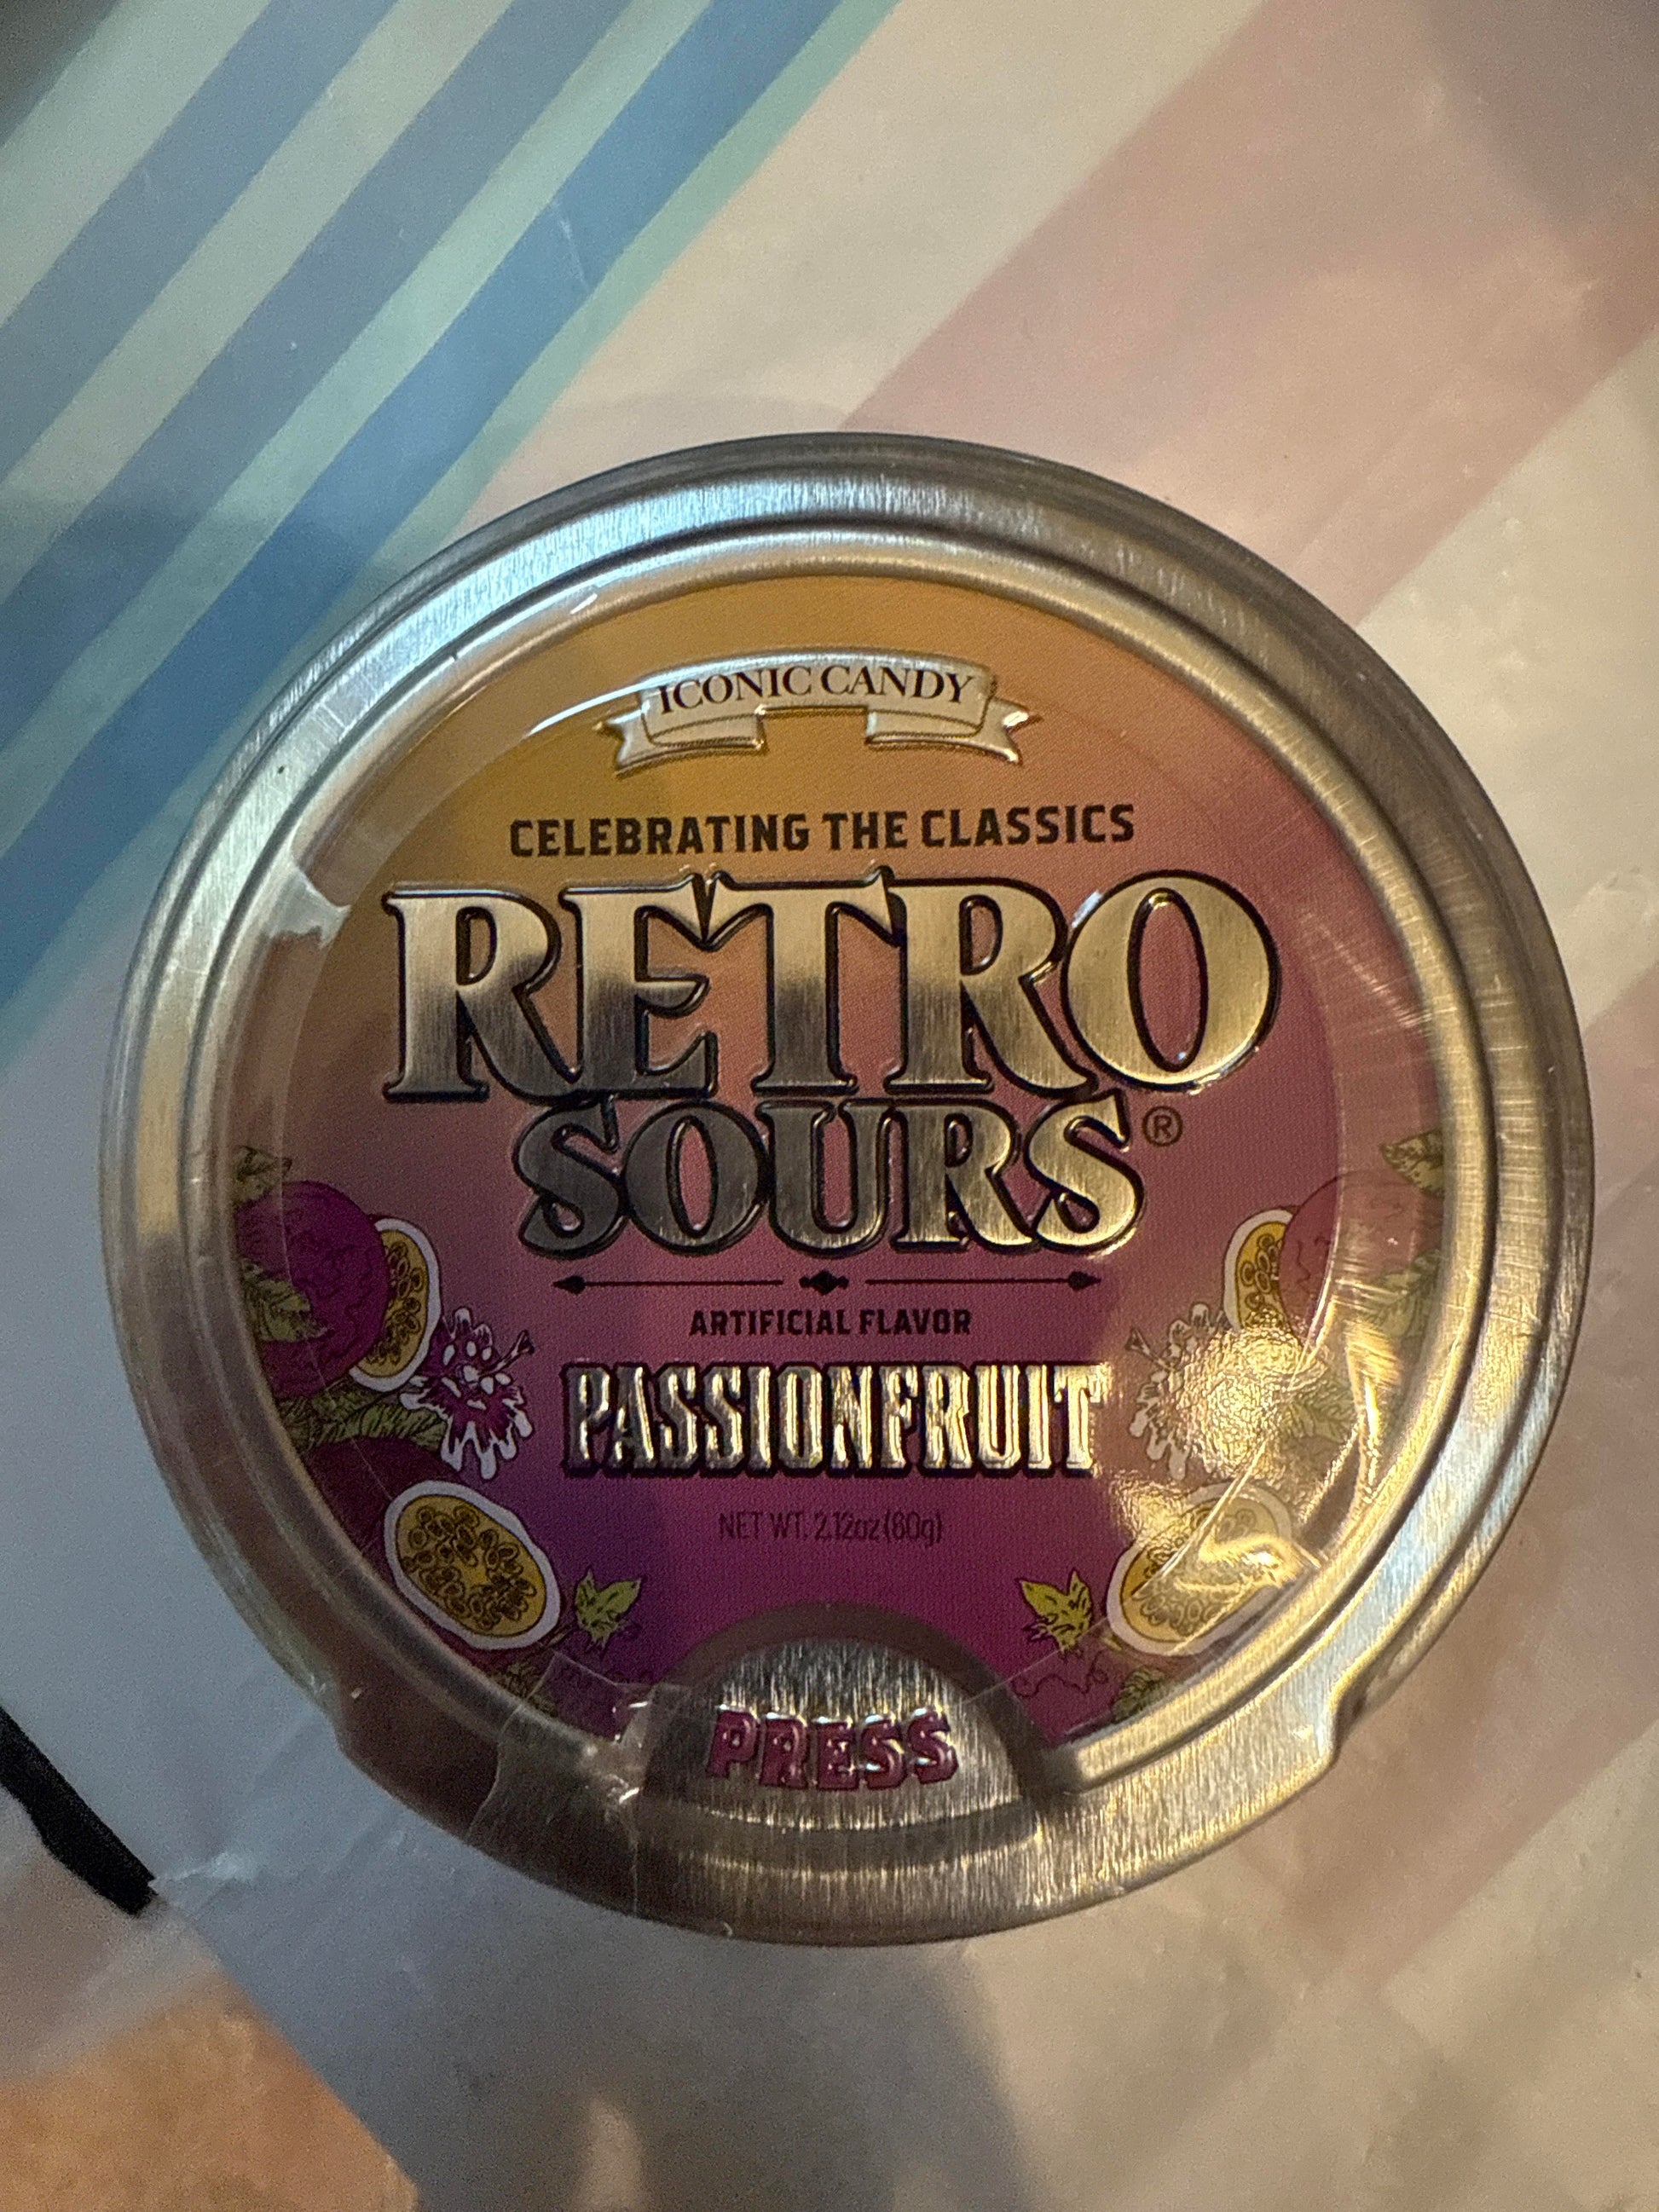 ICONIC CANDY
CELEBRATING THE CLASSICS
RETRO
SOURS®
ARTIFICIAL FLAVOR
PASSIONFRUIT
NET WT. 2.12oz (60g)
PRESS